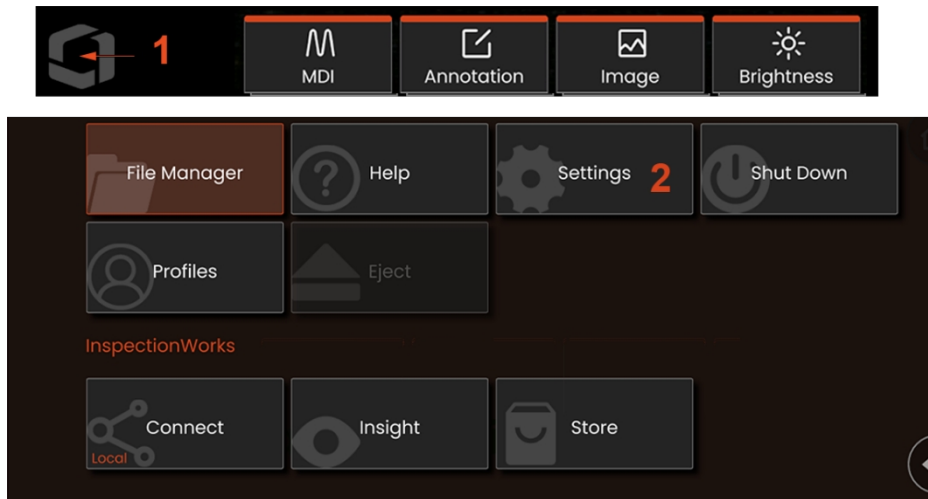 1
MDI Annotation Image Brightness
File Manager Help Settings 2 Shut Down
Profiles Eject
InspectionWorks
Connect Insight Store
Local